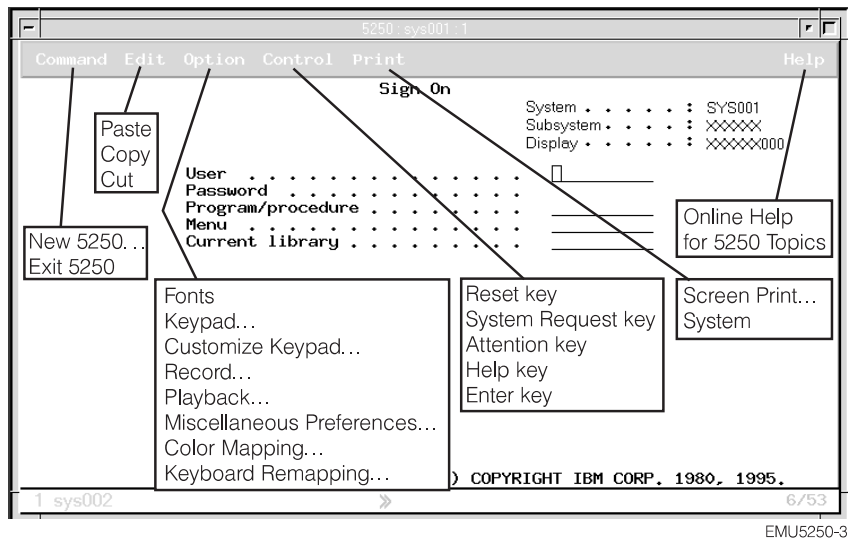 5250 : sys001 : 1
Command Edit Option Control Print Help
Sign On
System . . . . . : SYS001
Subsystem. . . . : XXXXXX
Display . . . . . : XXXXXX000
Paste
Copy
Cut
User . . . . . . . . . . . . . .
Password . . . . . . . . . . . .
Program/procedure . . . . . . . .
Menu . . . . . . . . . . . . . .
Current library . . . . . . . . .
New 5250...
Exit 5250
Online Help
for 5250 Topics
Fonts
Keypad...
Customize Keypad...
Record...
Playback...
Miscellaneous Preferences...
Color Mapping...
Keyboard Remapping...
Reset key
System Request key
Attention key
Help key
Enter key
Screen Print...
System
) COPYRIGHT IBM CORP. 1980, 1995.
1 sys002 » 6/53
EMU5250-3